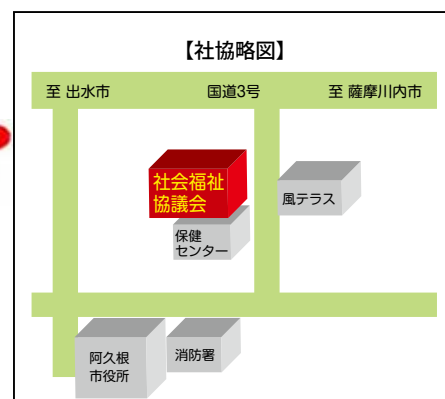 【社協略図】
至 出水市 国道3号 至 薩摩川内市
社会福祉
協議会
風テラス
保健
センター
阿久根
市役所
消防署